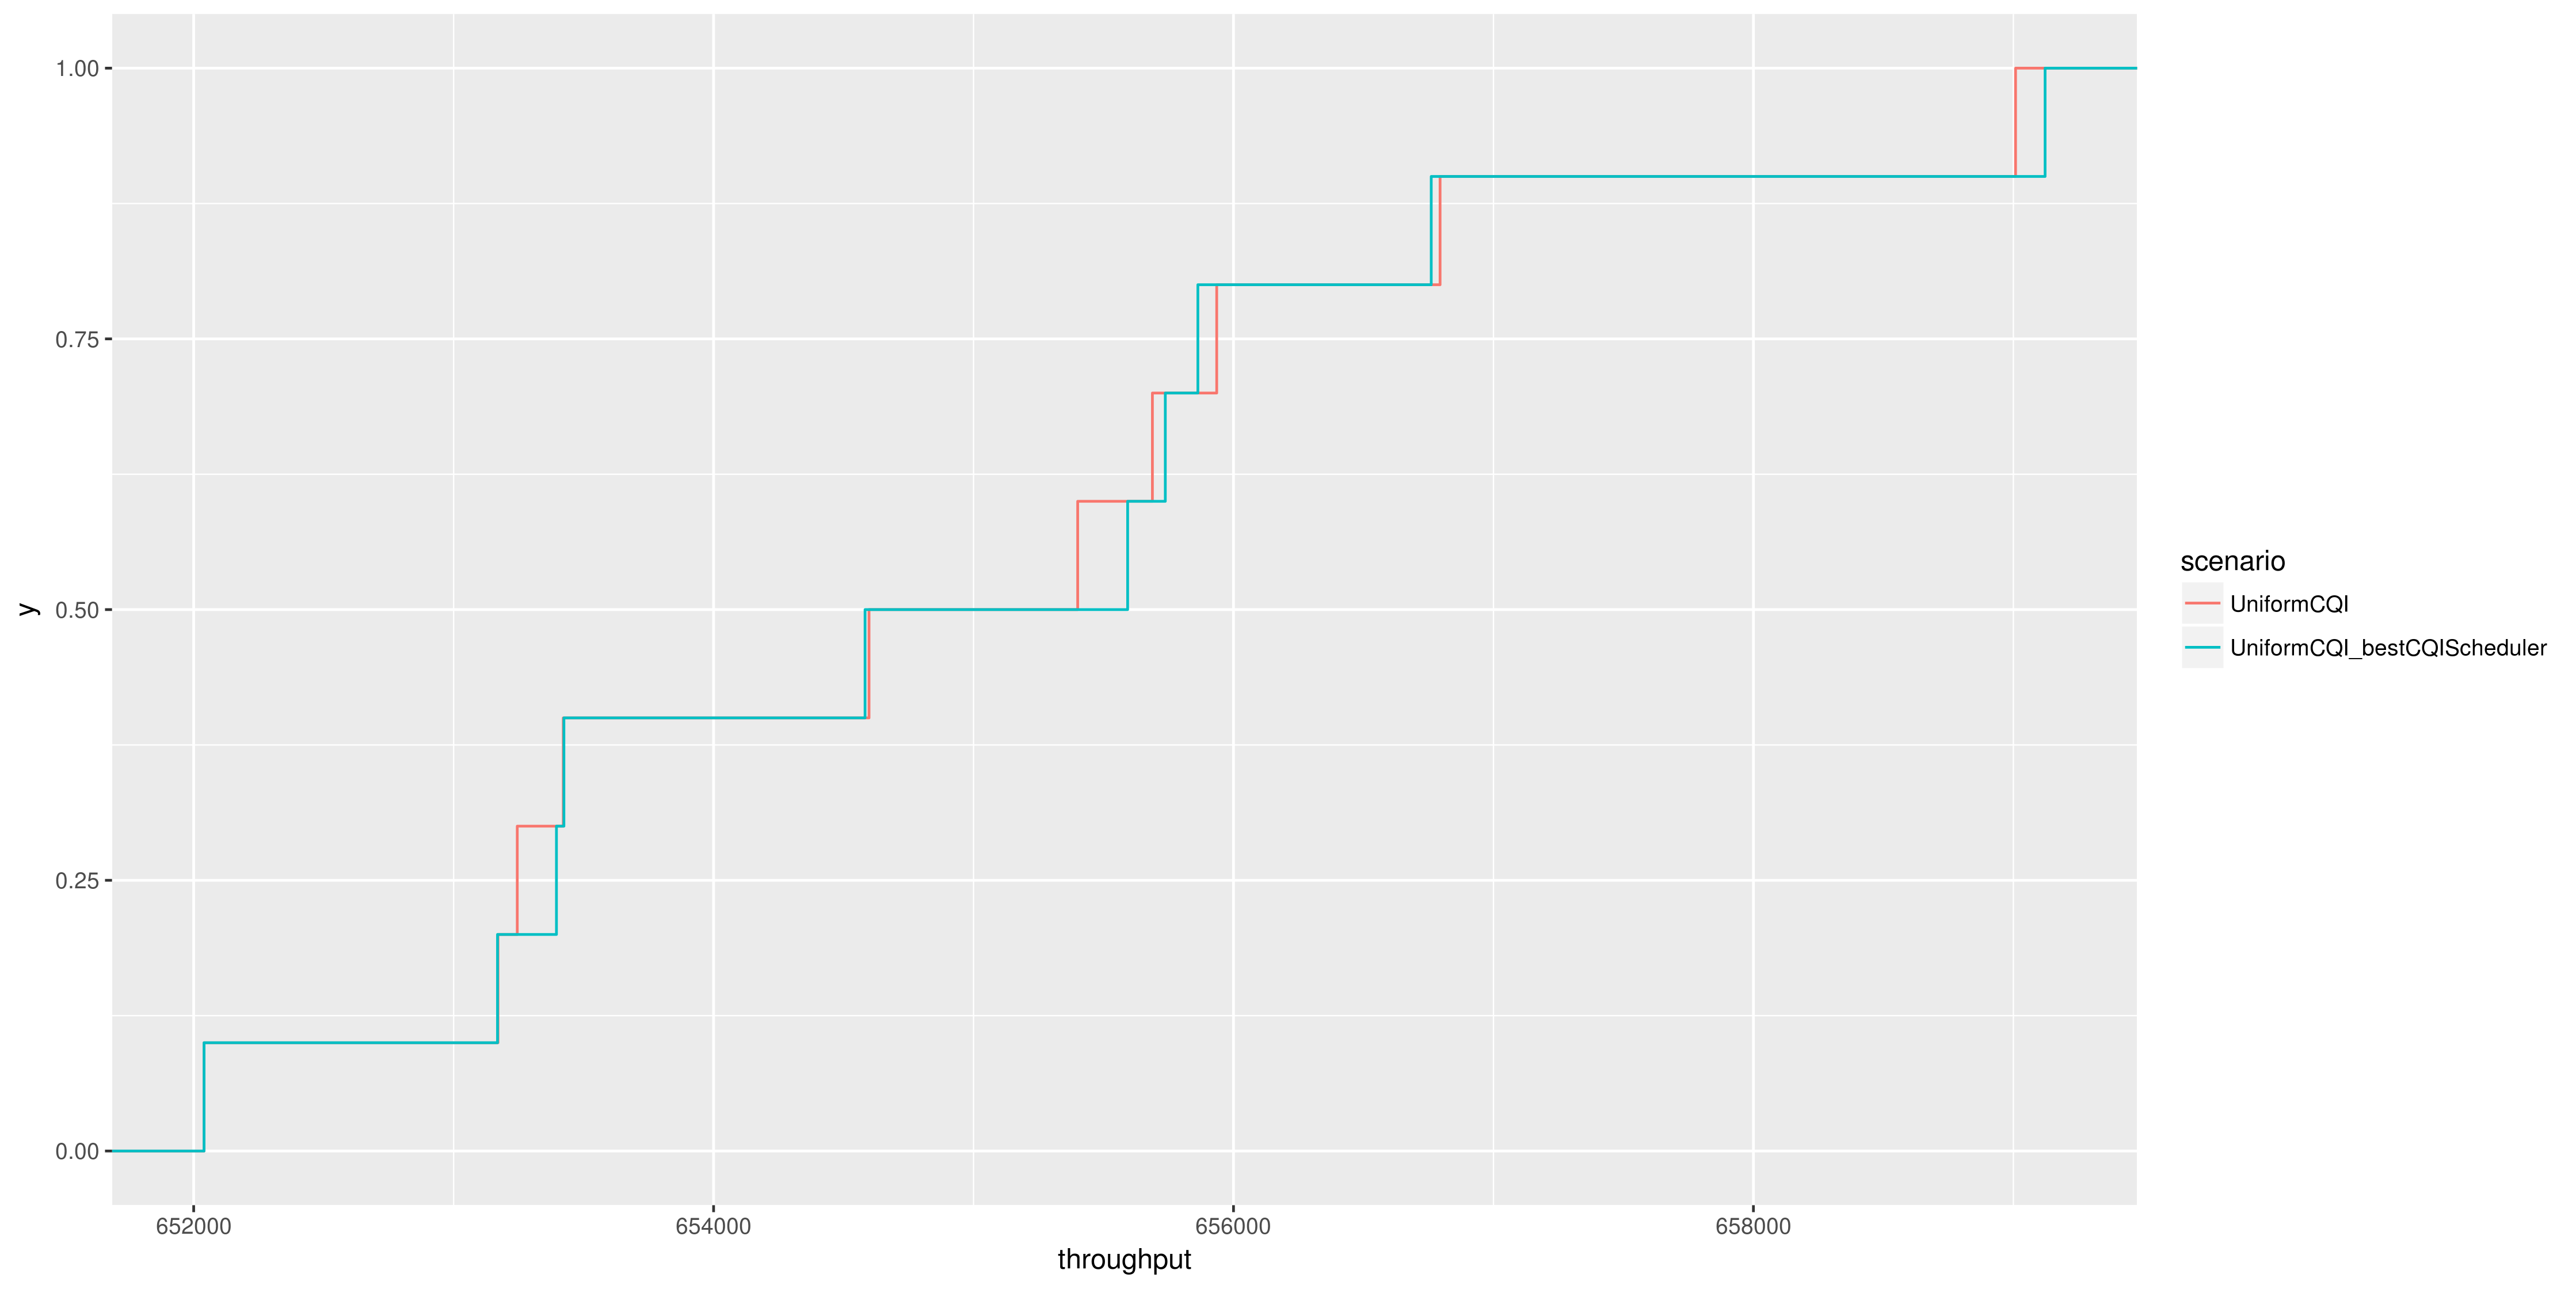 1.00
0.75
0.50
0.25
0.00
y
652000
654000
656000
658000
throughput
scenario
UniformCQI
UniformCQI_bestCQIScheduler